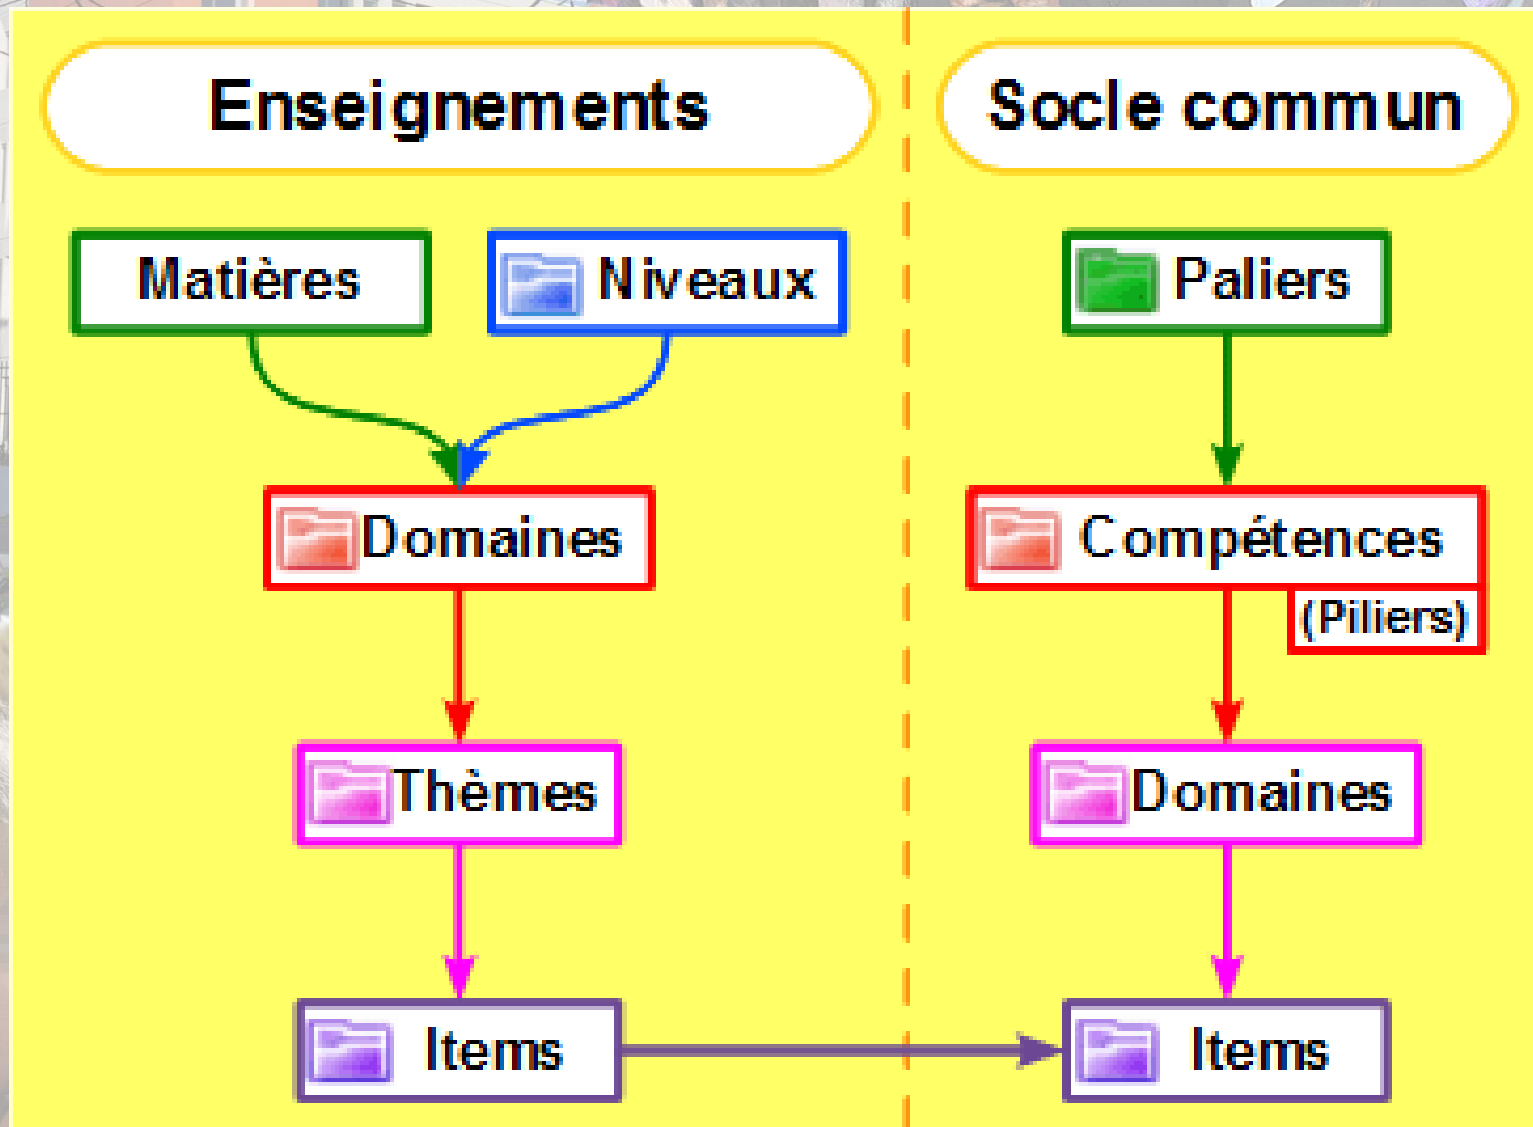 Enseignements
Socle commun
Matières
Niveaux
Paliers
Domaines
Compétences
(Piliers)
Thèmes
Domaines
Items
Items